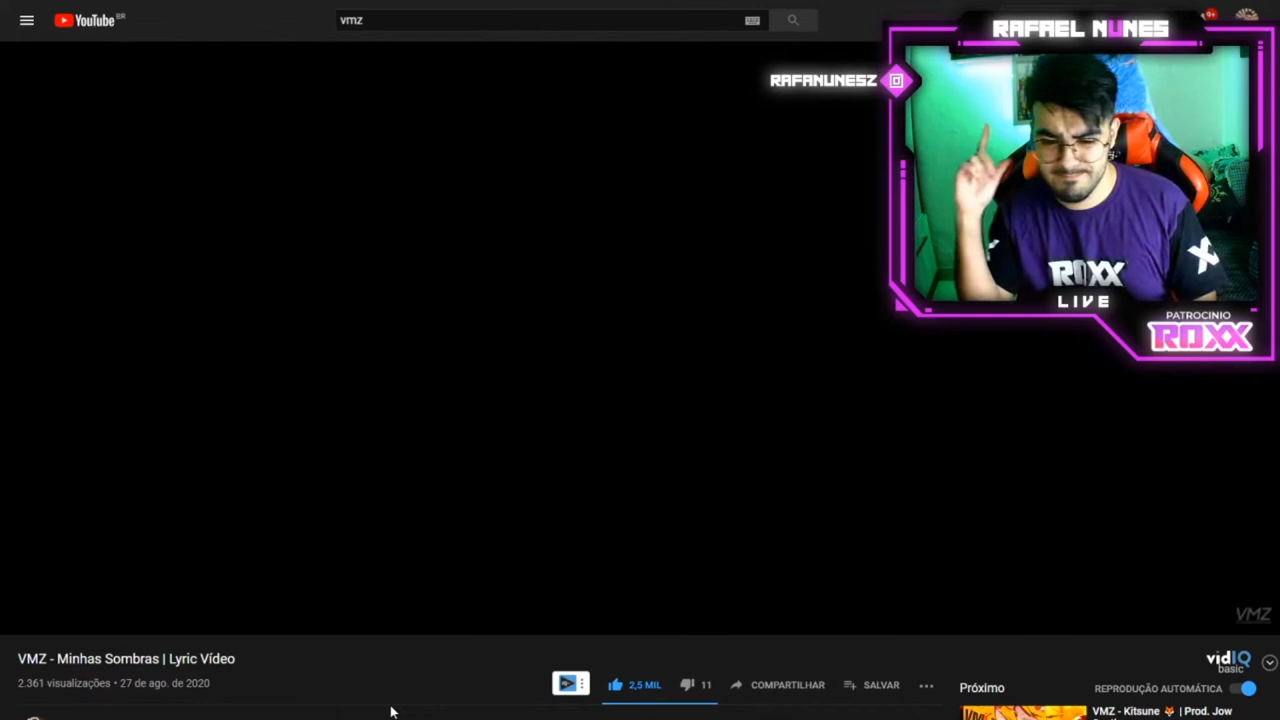 YouTube BR
vmz
9+
RAFAEL NUNES
RAFANUNESZ
ROXX
LIVE
PATROCINIO
ROXX
VMZ
VMZ - Minhas Sombras | Lyric Vídeo
2.361 visualizações • 27 de ago. de 2020
2,5 MIL
11
COMPARTILHAR
SALVAR
vidIQ
basic
Próximo
REPRODUÇÃO AUTOMÁTICA
VMZ - Kitsune 🦊 | Prod. Jow